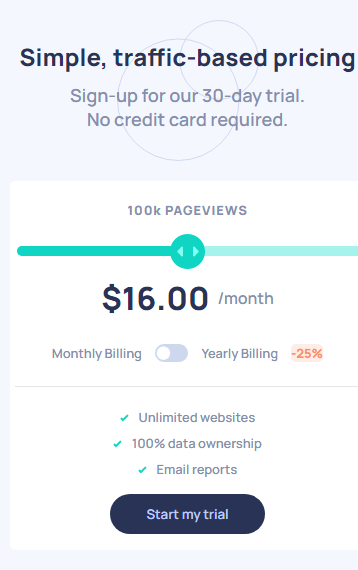 Simple, traffic-based pricing
Sign-up for our 30-day trial.
No credit card required.
100k PAGEVIEWS
$16.00 /month
Monthly Billing Yearly Billing -25%
Unlimited websites
100% data ownership
Email reports
Start my trial